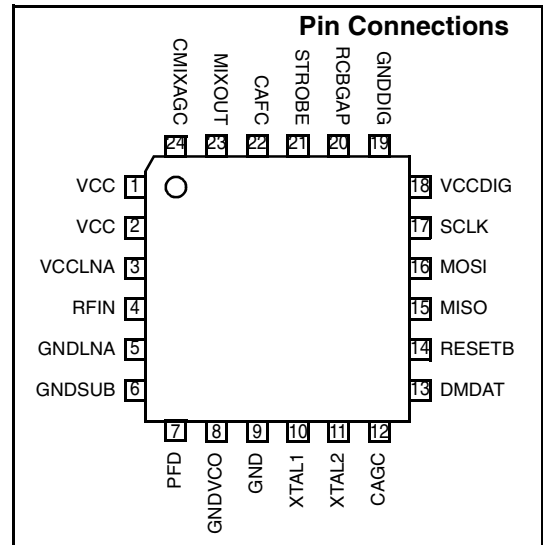 Pin Connections
CMIXAGC
MIXOUT
CAFC
STROBE
RCBGAP
GNDDIG
24 23 22 21 20 19
VCC 1
VCC 2
VCCLNA 3
RFIN 4
GNDLNA 5
GNDSUB 6
18 VCCDIG
17 SCLK
16 MOSI
15 MISO
14 RESETB
13 DMDAT
7 8 9 10 11 12
PFD
GNDVCO
GND
XTAL1
XTAL2
CAGC